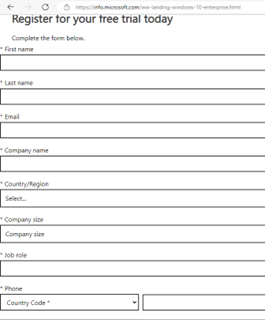 https://info.microsoft.com/ww-landing-windows-10-enterprise.html
Register for your free trial today
Complete the form below.
* First name
* Last name
* Email
* Company name
* Country/Region
Select...
* Company size
Company size
* Job role
* Phone
Country Code *